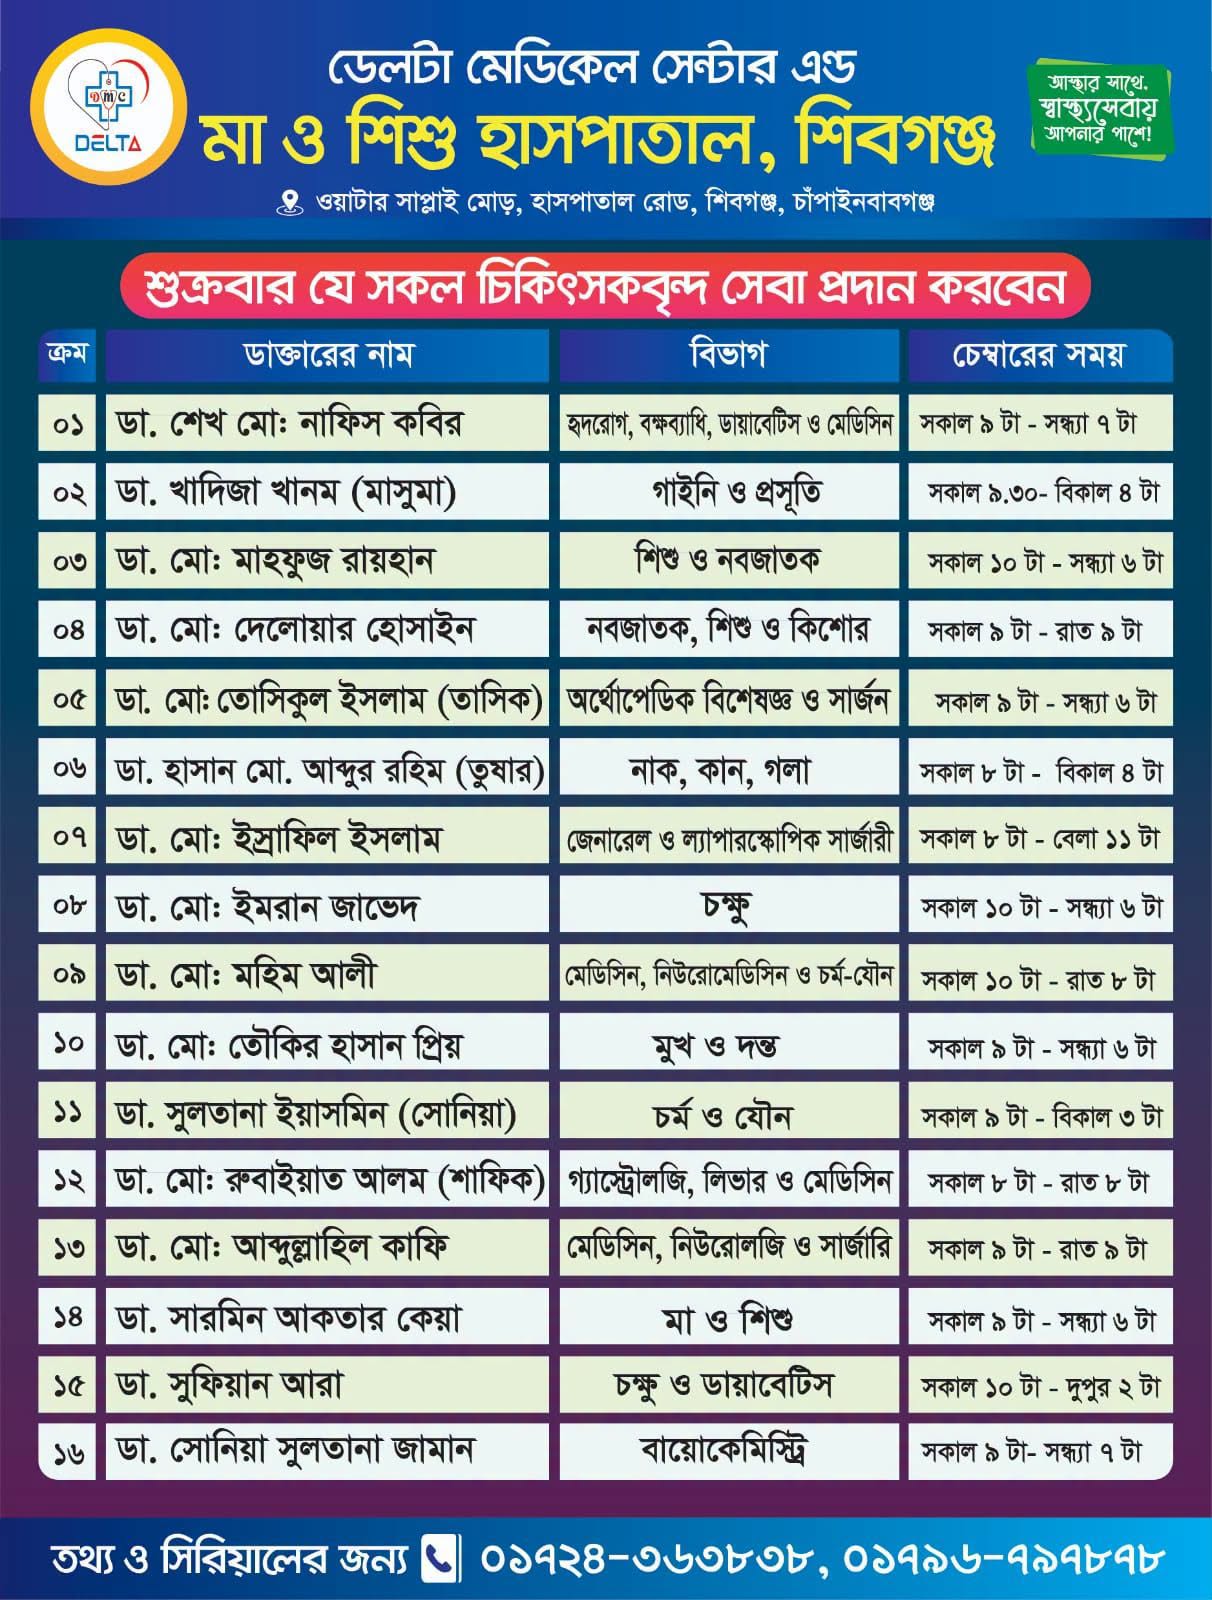 DMC
DELTA
ডেলটা মেডিকেল সেন্টার এন্ড
মা ও শিশু হাসপাতাল, শিবগঞ্জ
ওয়াটার সাপ্লাই মোড়, হাসপাতাল রোড, শিবগঞ্জ, চাঁপাইনবাবগঞ্জ
আস্থার সাথে.
স্বাস্থ্যসেবায়
আপনার পাশে!
শুক্রবার যে সকল চিকিৎসকবৃন্দ সেবা প্রদান করবেন
ক্রম ডাক্তারের নাম বিভাগ চেম্বারের সময়
০১ ডা. শেখ মো: নাফিস কবির হৃদরোগ, বক্ষব্যাধি, ডায়াবেটিস ও মেডিসিন সকাল ৯ টা - সন্ধ্যা ৭ টা
০২ ডা. খাদিজা খানম (মাসুমা) গাইনি ও প্রসূতি সকাল ৯.৩০- বিকাল ৪ টা
০৩ ডা. মো: মাহফুজ রায়হান শিশু ও নবজাতক সকাল ১০ টা - সন্ধ্যা ৬ টা
০৪ ডা. মো: দেলোয়ার হোসাইন নবজাতক, শিশু ও কিশোর সকাল ৯ টা - রাত ৯ টা
০৫ ডা. মো: তোসিকুল ইসলাম (তাসিক) অর্থোপেডিক বিশেষজ্ঞ ও সার্জন সকাল ৯ টা - সন্ধ্যা ৬ টা
০৬ ডা. হাসান মো. আব্দুর রহিম (তুষার) নাক, কান, গলা সকাল ৮ টা - বিকাল ৪ টা
০৭ ডা. মো: ইস্রাফিল ইসলাম জেনারেল ও ল্যাপারস্কোপিক সার্জারী সকাল ৮ টা - বেলা ১১ টা
০৮ ডা. মো: ইমরান জাভেদ চক্ষু সকাল ১০ টা - সন্ধ্যা ৬ টা
০৯ ডা. মো: মহিম আলী মেডিসিন, নিউরোমেডিসিন ও চর্ম-যৌন সকাল ১০ টা - রাত ৮ টা
১০ ডা. মো: তৌকির হাসান প্রিয় মুখ ও দন্ত সকাল ৯ টা - সন্ধ্যা ৬ টা
১১ ডা. সুলতানা ইয়াসমিন (সোনিয়া) চর্ম ও যৌন সকাল ৯ টা - বিকাল ৩ টা
১২ ডা. মো: রুবাইয়াত আলম (শাফিক) গ্যাস্ট্রোলজি, লিভার ও মেডিসিন সকাল ৮ টা - রাত ৮ টা
১৩ ডা. মো: আব্দুল্লাহিল কাফি মেডিসিন, নিউরোলজি ও সার্জারি সকাল ৯ টা - রাত ৯ টা
১৪ ডা. সারমিন আকতার কেয়া মা ও শিশু সকাল ৯ টা - সন্ধ্যা ৬ টা
১৫ ডা. সুফিয়ান আরা চক্ষু ও ডায়াবেটিস সকাল ১০ টা - দুপুর ২ টা
১৬ ডা. সোনিয়া সুলতানা জামান বায়োকেমিস্ট্রি সকাল ৯ টা- সন্ধ্যা ৭ টা
তথ্য ও সিরিয়ালের জন্য ০১৭২৪-৩৬৩৮৩৮, ০১৭৯৬-৭৯৭৮৭৮